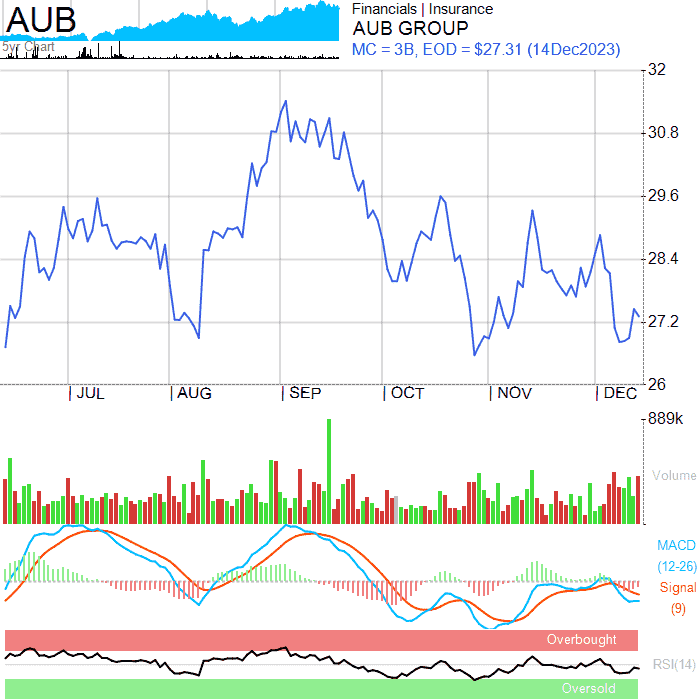 AUB
5yr Chart
Financials | Insurance
AUB GROUP
MC = 3B, EOD = $27.31 (14Dec2023)
32
30.8
29.6
28.4
27.2
26
JUL
AUG
SEP
OCT
NOV
DEC
889k
Volume
MACD
(12-26)
Signal
(9)
Overbought
RSI(14)
Oversold